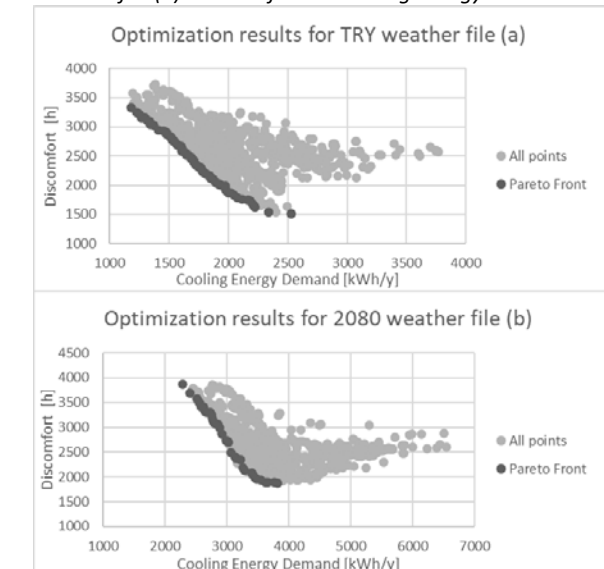 Optimization results for TRY weather file (a)
4000
3500
3000
2500
2000
1500
1000
Discomfort [h]
1000 1500 2000 2500 3000 3500 4000
Cooling Energy Demand [kWh/y]
All points
Pareto Front
Optimization results for 2080 weather file (b)
4500
4000
3500
3000
2500
2000
1500
1000
Discomfort [h]
1000 2000 3000 4000 5000 6000 7000
Cooling Energy Demand [kWh/y]
All points
Pareto Front